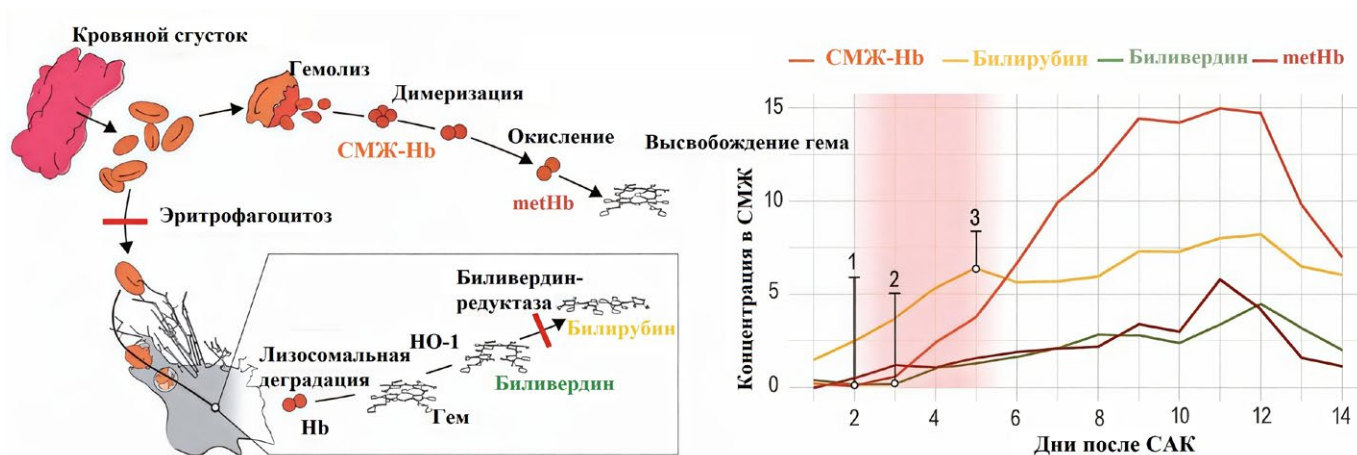 Кровяной сгусток
Гемолиз
Димеризация
СМЖ-Hb
Окисление
metHb
Высвобождение гема
Эритрофагоцитоз
Лизосомальная
деградация
Hb
Гем
HO-1
Биливердин
Биливердин-
редуктаза
Билирубин
СМЖ-Hb Билирубин Биливердин metHb
Концентрация в СМЖ
15
10
5
0
1
2
3
2 4 6 8 10 12 14
Дни после САК